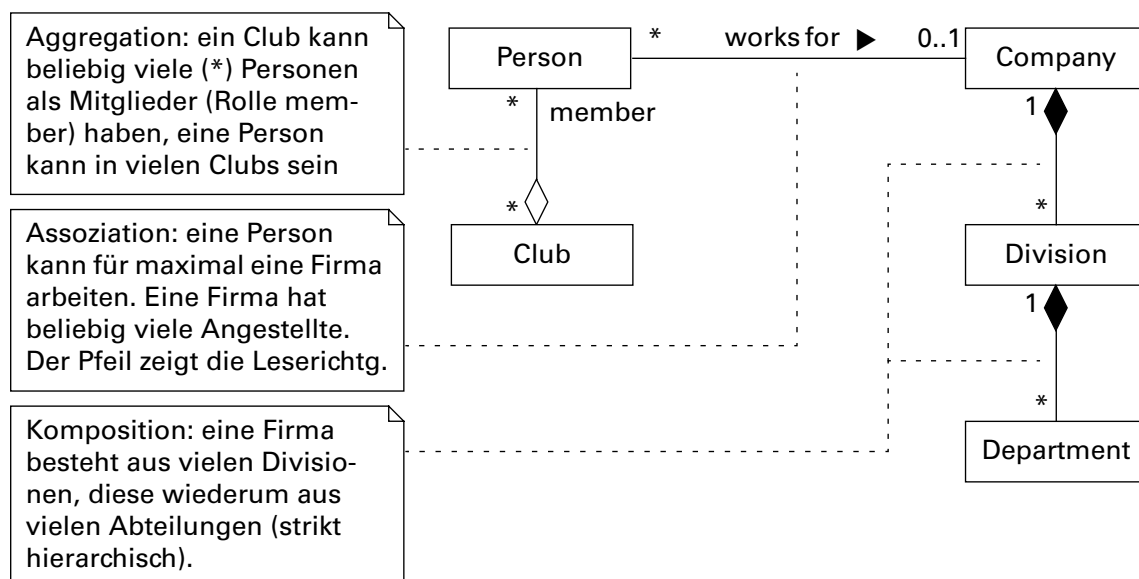 Aggregation: ein Club kann
beliebig viele (*) Personen
als Mitglieder (Rolle mem-
ber) haben, eine Person
kann in vielen Clubs sein
Assoziation: eine Person
kann für maximal eine Firma
arbeiten. Eine Firma hat
beliebig viele Angestellte.
Der Pfeil zeigt die Leserichtg.
Komposition: eine Firma
besteht aus vielen Divisio-
nen, diese wiederum aus
vielen Abteilungen (strikt
hierarchisch).
Person
* works for ▶ 0..1
Company
*
member
*
Club
1
*
Division
1
*
Department